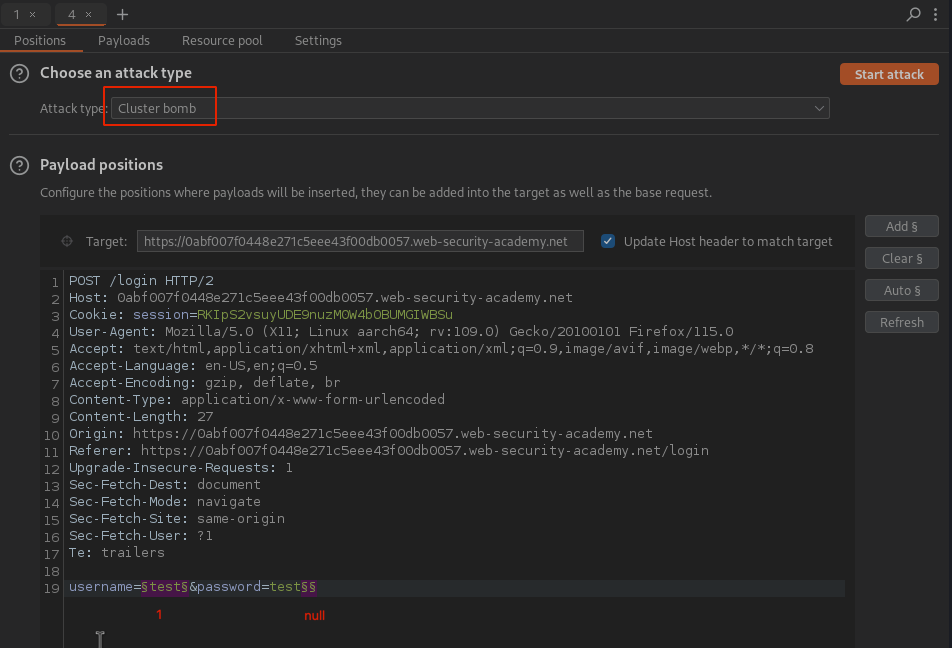 1 × 4 × +
Positions Payloads Resource pool Settings
? Choose an attack type
Start attack
Attack type: Cluster bomb
? Payload positions
Configure the positions where payloads will be inserted, they can be added into the target as well as the base request.
Target: https://0abf007f0448e271c5eee43f00db0057.web-security-academy.net Update Host header to match target
Add §
Clear §
Auto §
Refresh
1 POST /login HTTP/2
2 Host: 0abf007f0448e271c5eee43f00db0057.web-security-academy.net
3 Cookie: session=RKIpS2vsuyUDE9nuzMOW4bOBUMGIWBSu
4 User-Agent: Mozilla/5.0 (X11; Linux aarch64; rv:109.0) Gecko/20100101 Firefox/115.0
5 Accept: text/html,application/xhtml+xml,application/xml;q=0.9,image/avif,image/webp,*/*;q=0.8
6 Accept-Language: en-US,en;q=0.5
7 Accept-Encoding: gzip, deflate, br
8 Content-Type: application/x-www-form-urlencoded
9 Content-Length: 27
10 Origin: https://0abf007f0448e271c5eee43f00db0057.web-security-academy.net
11 Referer: https://0abf007f0448e271c5eee43f00db0057.web-security-academy.net/login
12 Upgrade-Insecure-Requests: 1
13 Sec-Fetch-Dest: document
14 Sec-Fetch-Mode: navigate
15 Sec-Fetch-Site: same-origin
16 Sec-Fetch-User: ?1
17 Te: trailers
18
19 username=§test§&password=test§§
1 null